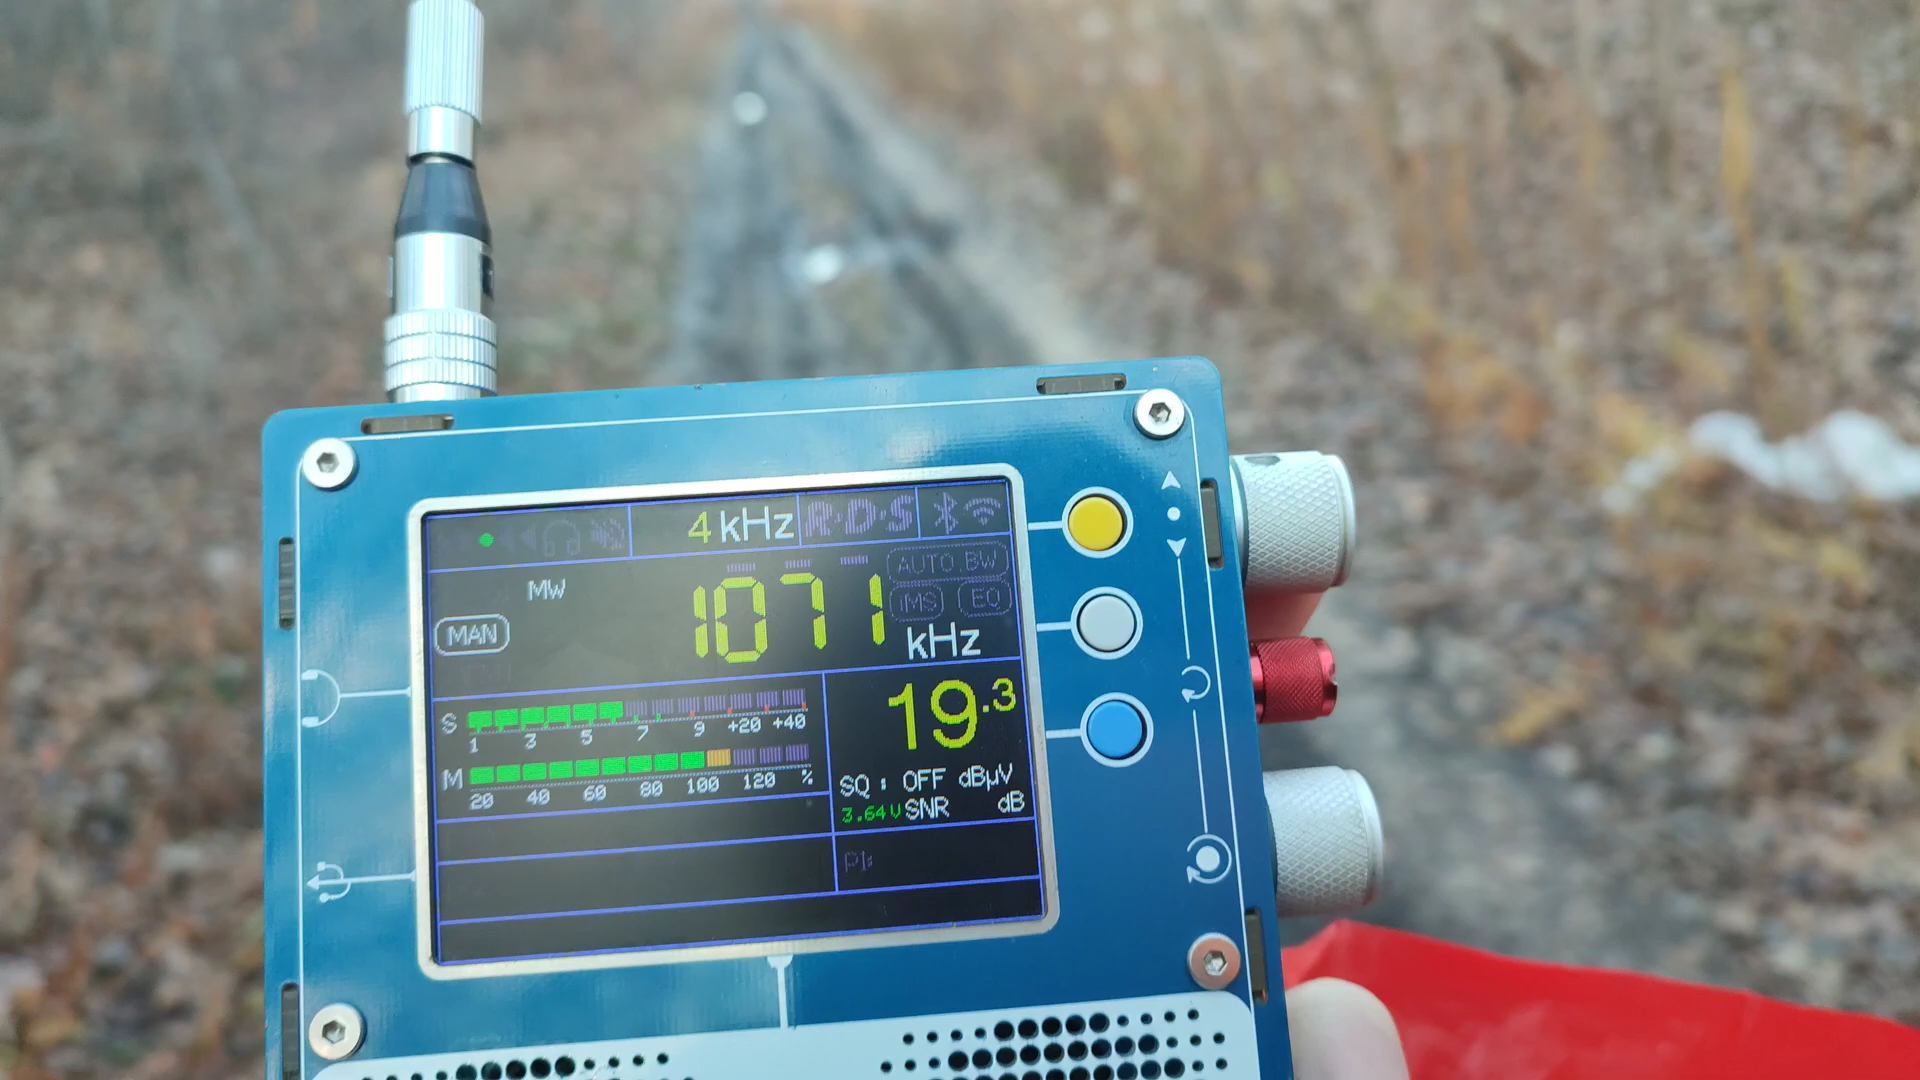 4 kHz R·D·S
MW AUTO BW
1071 iMS EQ
MAN kHz
S
1 3 5 7 9 +20 +40
19.3
M
20 40 60 80 100 120 %
SQ: OFF dBµV
3.64V SNR dB
PI: